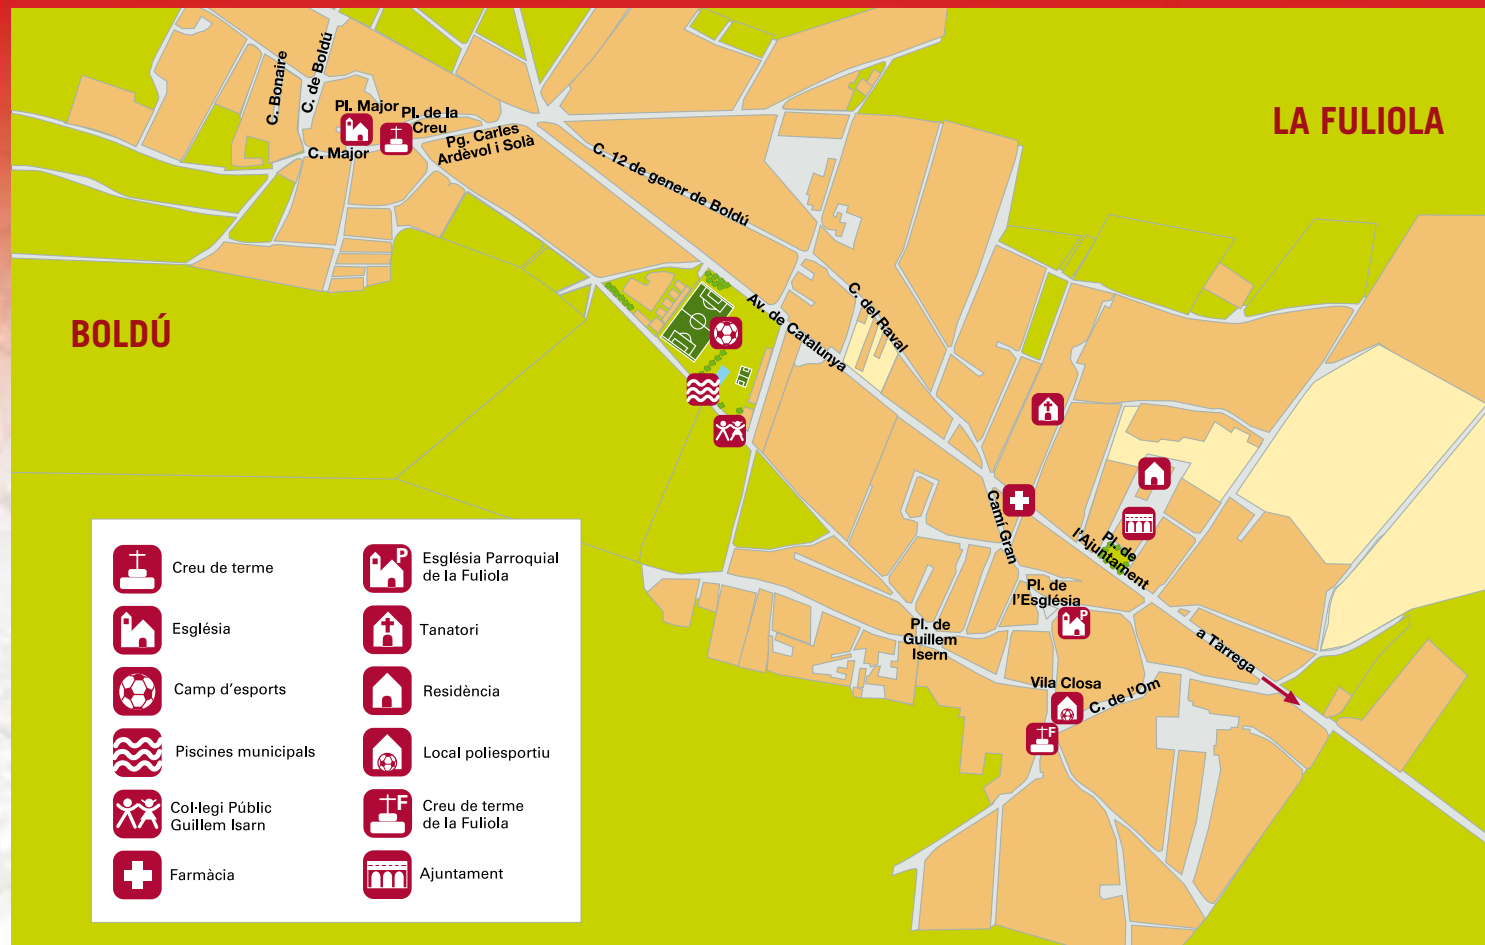 C. Bonaire
C. de Boldú
Pl. Major
Pl. de la
Creu
C. Major
Pg. Carles
Ardèvol i Solà
C. 12 de gener de Boldú
LA FULIOLA
BOLDÚ
Av. de Catalunya
C. del Raval
Camí Gran
Pl. de
l'Ajuntament
Pl. de
l'Església
P
Pl. de
Guillem
Isern
a Tàrrega
Vila Closa
C. de l'Om
F
Creu de terme
Església
Camp d'esports
Piscines municipals
Col·legi Públic
Guillem Isarn
Farmàcia
P
Església Parroquial
de la Fuliola
Tanatori
Residència
Local poliesportiu
F
Creu de terme
de la Fuliola
Ajuntament